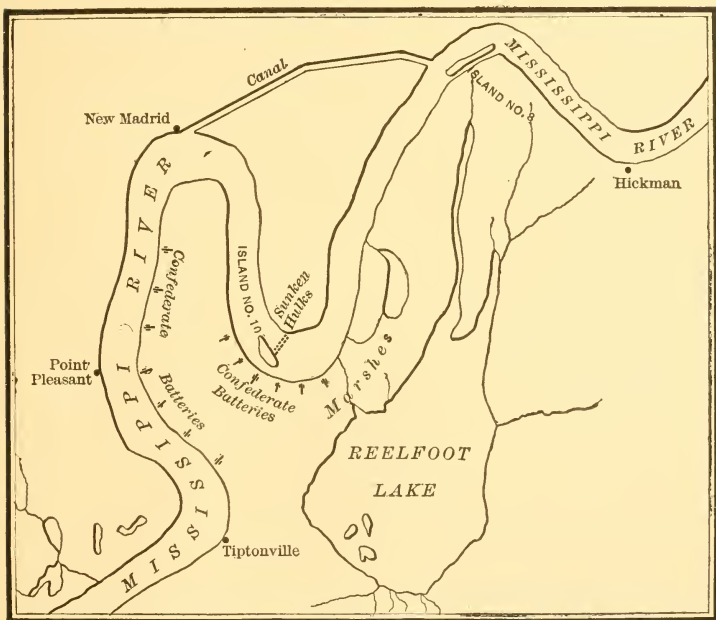 Canal
MISSISSIPPI RIVER
ISLAND NO. 8
New Madrid
Hickman
MISSISSIPPI RIVER
Confederate Batteries
ISLAND NO. 10
Sunken
Hulks
Point
Pleasant
Confederate
Batteries
Marshes
REELFOOT
LAKE
Tiptonville